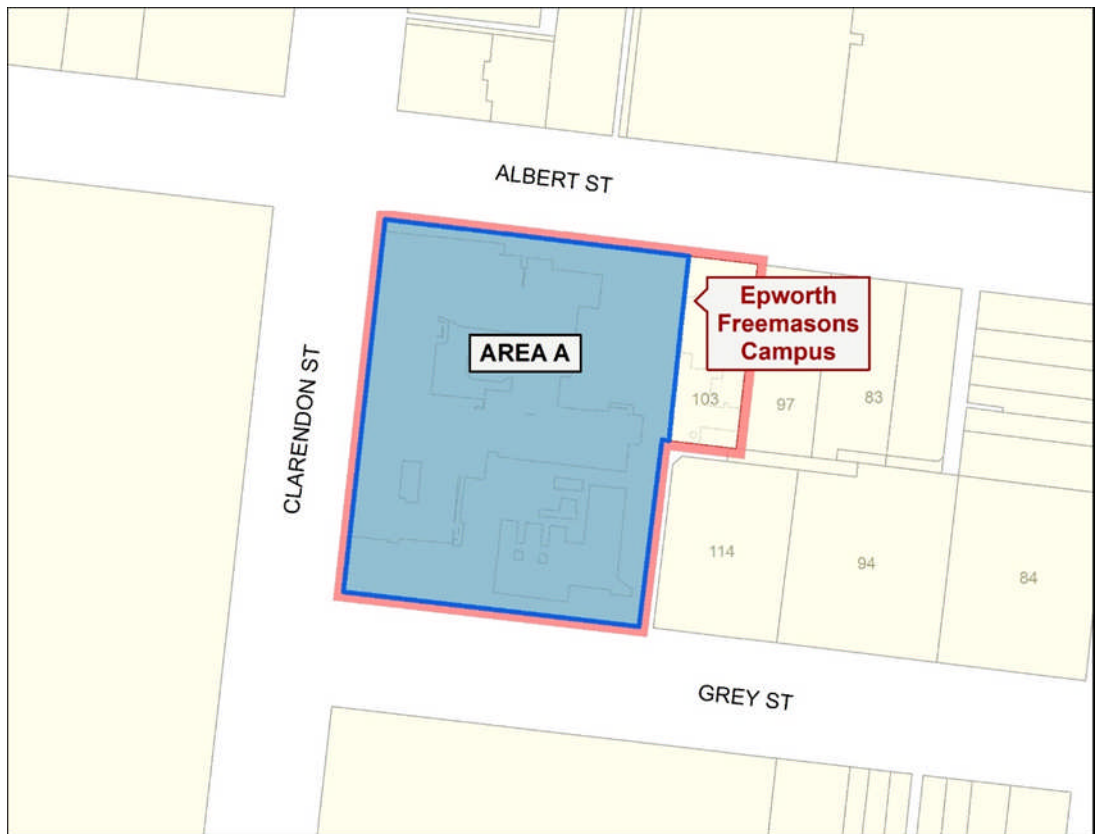 ALBERT ST
Epworth
Freemasons
Campus
AREA A
CLARENDON ST
103
97
83
114
94
84
GREY ST